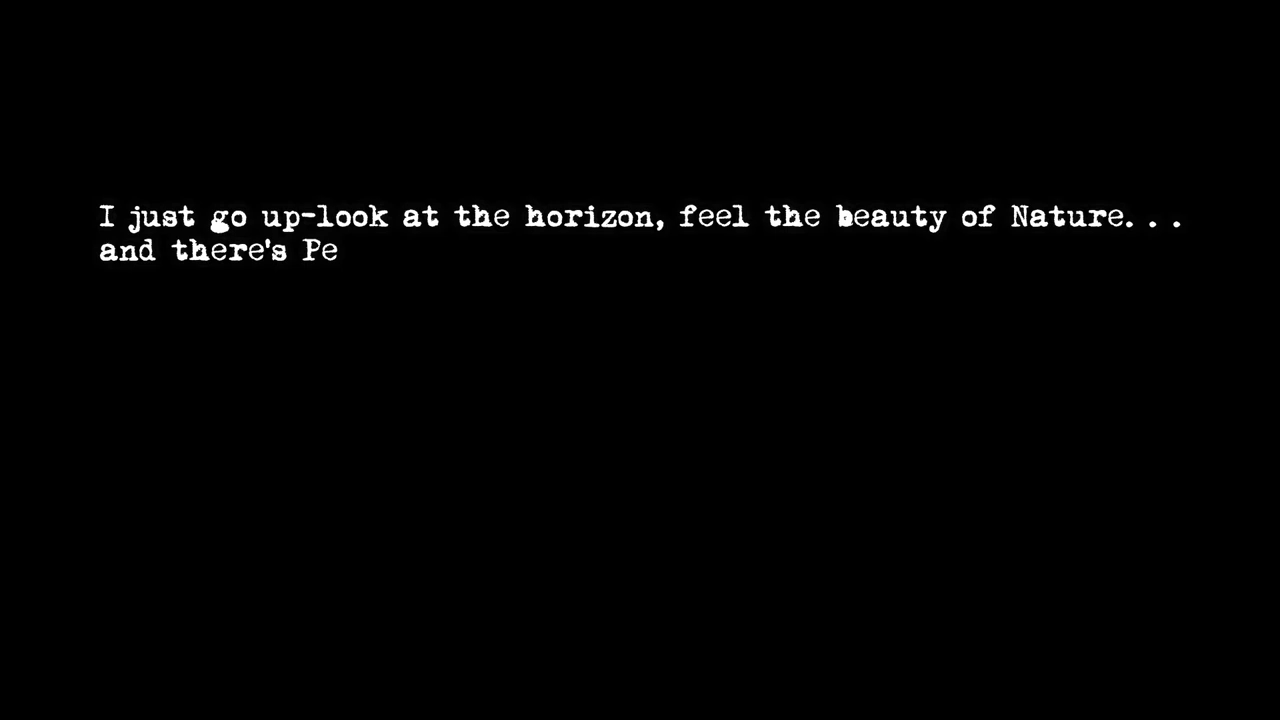 I just go up-look at the horizon, feel the beauty of Nature. . .
and there's Pe